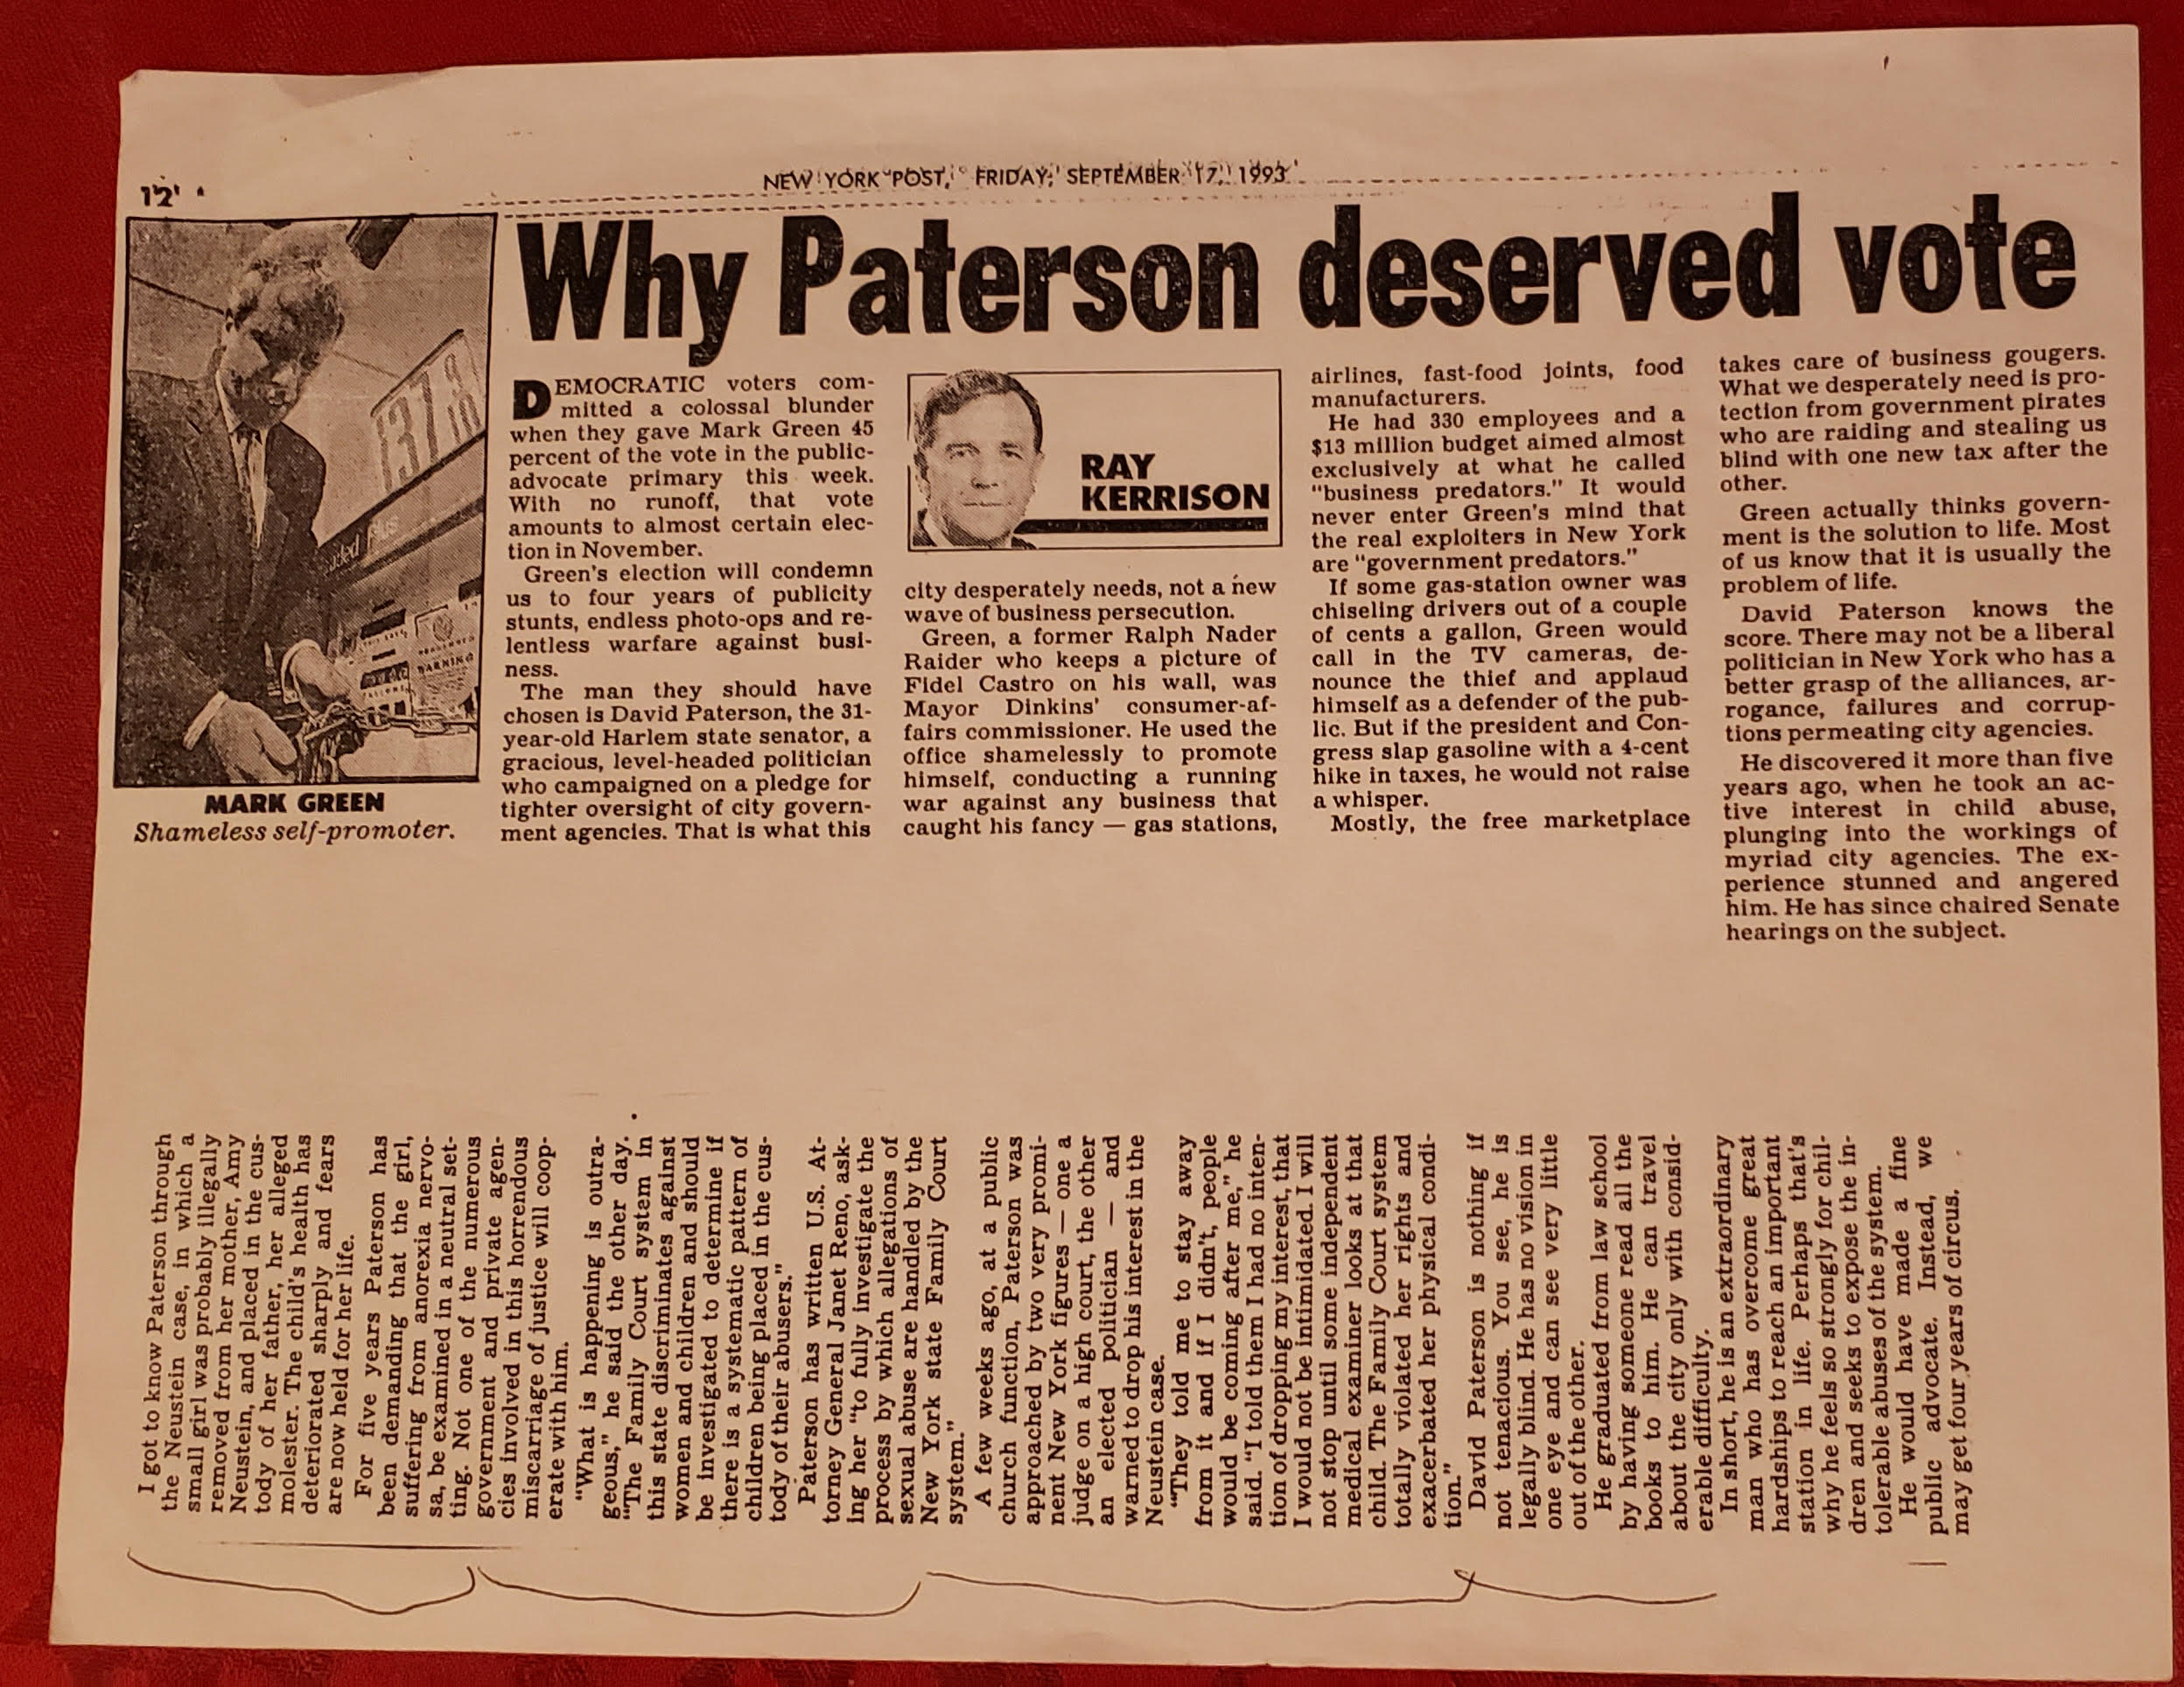 12
NEW YORK POST, FRIDAY, SEPTEMBER 17, 1993
Why Paterson deserved vote
MARK GREEN
Shameless self-promoter.
DEMOCRATIC voters com-
mitted a colossal blunder
when they gave Mark Green 45
percent of the vote in the public-
advocate primary this week.
With no runoff, that vote
amounts to almost certain elec-
tion in November.
Green's election will condemn
us to four years of publicity
stunts, endless photo-ops and re-
lentless warfare against busi-
ness.
The man they should have
chosen is David Paterson, the 31-
year-old Harlem state senator, a
gracious, level-headed politician
who campaigned on a pledge for
tighter oversight of city govern-
ment agencies. That is what this
RAY
KERRISON
city desperately needs, not a new
wave of business persecution.
Green, a former Ralph Nader
Raider who keeps a picture of
Fidel Castro on his wall, was
Mayor Dinkins' consumer-af-
fairs commissioner. He used the
office shamelessly to promote
himself, conducting a running
war against any business that
caught his fancy — gas stations,
airlines, fast-food joints, food
manufacturers.
He had 330 employees and a
$13 million budget aimed almost
exclusively at what he called
"business predators." It would
never enter Green's mind that
the real exploiters in New York
are "government predators."
If some gas-station owner was
chiseling drivers out of a couple
of cents a gallon, Green would
call in the TV cameras, de-
nounce the thief and applaud
himself as a defender of the pub-
lic. But if the president and Con-
gress slap gasoline with a 4-cent
hike in taxes, he would not raise
a whisper.
Mostly, the free marketplace
takes care of business gougers.
What we desperately need is pro-
tection from government pirates
who are raiding and stealing us
blind with one new tax after the
other.
Green actually thinks govern-
ment is the solution to life. Most
of us know that it is usually the
problem of life.
David Paterson knows the
score. There may not be a liberal
politician in New York who has a
better grasp of the alliances, ar-
rogance, failures and corrup-
tions permeating city agencies.
He discovered it more than five
years ago, when he took an ac-
tive interest in child abuse,
plunging into the workings of
myriad city agencies. The ex-
perience stunned and angered
him. He has since chaired Senate
hearings on the subject.
I got to know Paterson through
the Neustein case, in which a
small girl was probably illegally
removed from her mother, Amy
Neustein, and placed in the cus-
tody of her father, her alleged
molester. The child's health has
deteriorated sharply and fears
are now held for her life.
For five years Paterson has
been demanding that the girl,
suffering from anorexia nervo-
sa, be examined in a neutral set-
ting. Not one of the numerous
government and private agen-
cies involved in this horrendous
miscarriage of justice will coop-
erate with him.
"What is happening is outra-
geous," he said the other day.
"The Family Court system in
this state discriminates against
women and children and should
be investigated to determine if
there is a systematic pattern of
children being placed in the cus-
tody of their abusers."
Paterson has written U.S. At-
torney General Janet Reno, ask-
ing her "to fully investigate the
process by which allegations of
sexual abuse are handled by the
New York state Family Court
system."
A few weeks ago, at a public
church function, Paterson was
approached by two very promi-
nent New York figures — one a
judge on a high court, the other
an elected politician — and
warned to drop his interest in the
Neustein case.
"They told me to stay away
from it and if I didn't, people
would be coming after me," he
said. "I told them I had no inten-
tion of dropping my interest, that
I would not be intimidated. I will
not stop until some independent
medical examiner looks at that
child. The Family Court system
totally violated her rights and
exacerbated her physical condi-
tion."
David Paterson is nothing if
not tenacious. You see, he is
legally blind. He has no vision in
one eye and can see very little
out of the other.
He graduated from law school
by having someone read all the
books to him. He can travel
about the city only with consid-
erable difficulty.
In short, he is an extraordinary
man who has overcome great
hardships to reach an important
station in life. Perhaps that's
why he feels so strongly for chil-
dren and seeks to expose the in-
tolerable abuses of the system.
He would have made a fine
public advocate. Instead, we
may get four years of circus.